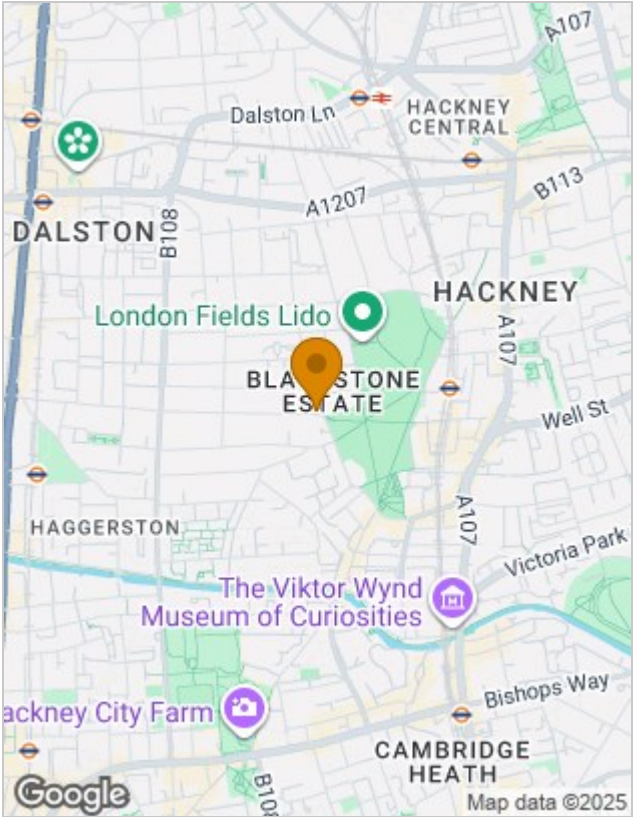 A107
Dalston Ln
HACKNEY
CENTRAL
B113
A1207
DALSTON
B108
HACKNEY
London Fields Lido
A107
ESTATE
Well St
HAGGERSTON
A107
Victoria Park
The Viktor Wynd
Museum of Curiosities
Bishops Way
ackney City Farm
CAMBRIDGE
HEATH
Google
Map data ©2025